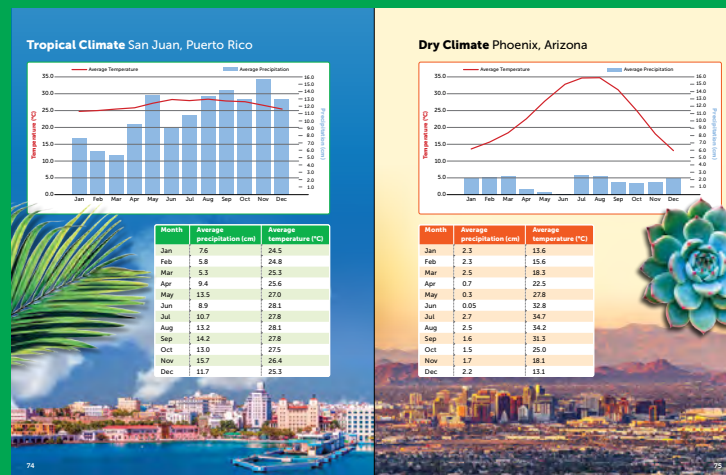 Tropical Climate San Juan, Puerto Rico
Average Temperature
Average Precipitation
Temperature (°C)
35.0
30.0
25.0
20.0
15.0
10.0
5.0
0.0
16.0
15.0
14.0
13.0
12.0
11.0
10.0
9.0
8.0
7.0
6.0
5.0
4.0
3.0
2.0
1.0
Precipitation (cm)
Jan Feb Mar Apr May Jun Jul Aug Sep Oct Nov Dec
Month Average precipitation (cm) Average temperature (°C)
Jan 7.6 24.5
Feb 5.8 24.8
Mar 5.3 25.3
Apr 9.4 25.6
May 13.5 27.0
Jun 8.9 28.1
Jul 10.7 27.8
Aug 13.2 28.1
Sep 14.2 27.8
Oct 13.0 27.5
Nov 15.7 26.4
Dec 11.7 25.3
74
Dry Climate Phoenix, Arizona
Average Temperature
Average Precipitation
Temperature (°C)
35.0
30.0
25.0
20.0
15.0
10.0
5.0
0.0
16.0
15.0
14.0
13.0
12.0
11.0
10.0
9.0
8.0
7.0
6.0
5.0
4.0
3.0
2.0
1.0
Precipitation (cm)
Jan Feb Mar Apr May Jun Jul Aug Sep Oct Nov Dec
Month Average precipitation (cm) Average temperature (°C)
Jan 2.3 13.6
Feb 2.3 15.6
Mar 2.5 18.3
Apr 0.7 22.5
May 0.3 27.8
Jun 0.05 32.8
Jul 2.7 34.7
Aug 2.5 34.2
Sep 1.6 31.3
Oct 1.5 25.0
Nov 1.7 18.1
Dec 2.2 13.1
75